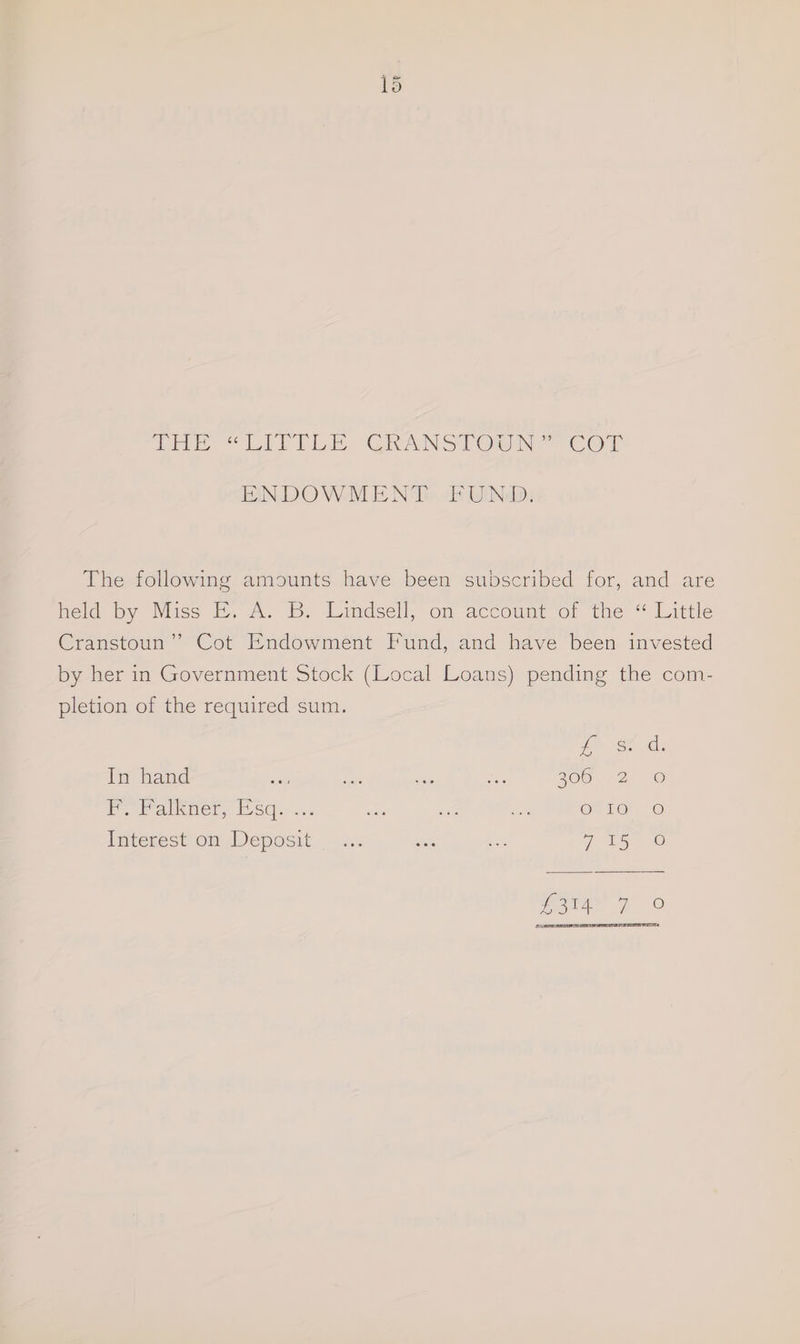 15
THE “LITTLE CRANSTOUN” COT
ENDOWMENT FUND.
The following amounts have been subscribed for, and are
held by Miss E. A. B. Lindsell, on account of the “ Little
Cranstoun ” Cot Endowment Fund, and have been invested
by her in Government Stock (Local Loans) pending the com-
pletion of the required sum.
£ s. d.
In hand ... ... ... ... 306 2 0
F. Falkner, Esq. ... ... ... ... 0 10 0
Interest on Deposit ... ... ... 7 15 0
£314 7 0